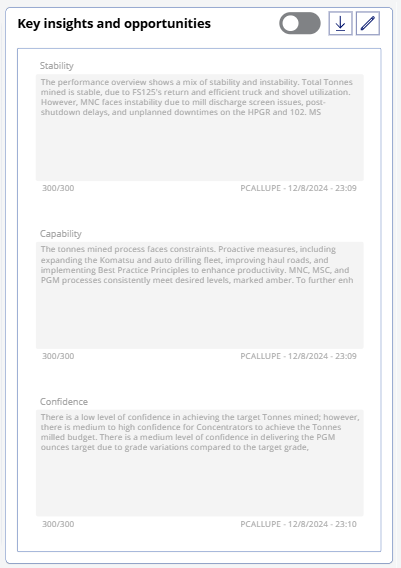 Key insights and opportunities
Stability
The performance overview shows a mix of stability and instability. Total Tonnes
mined is stable, due to FS125's return and efficient truck and shovel utilization.
However, MNC faces instability due to mill discharge screen issues, post-
shutdown delays, and unplanned downtimes on the HPGR and 102. MS
300/300 PCALLUPE - 12/8/2024 - 23:09
Capability
The tonnes mined process faces constraints. Proactive measures, including
expanding the Komatsu and auto drilling fleet, improving haul roads, and
implementing Best Practice Principles to enhance productivity. MNC, MSC, and
PGM processes consistently meet desired levels, marked amber. To further enh
300/300 PCALLUPE - 12/8/2024 - 23:09
Confidence
There is a low level of confidence in achieving the target Tonnes mined; however,
there is medium to high confidence for Concentrators to achieve the Tonnes
milled budget. There is a medium level of confidence in delivering the PGM
ounces target due to grade variations compared to the target grade,
300/300 PCALLUPE - 12/8/2024 - 23:10